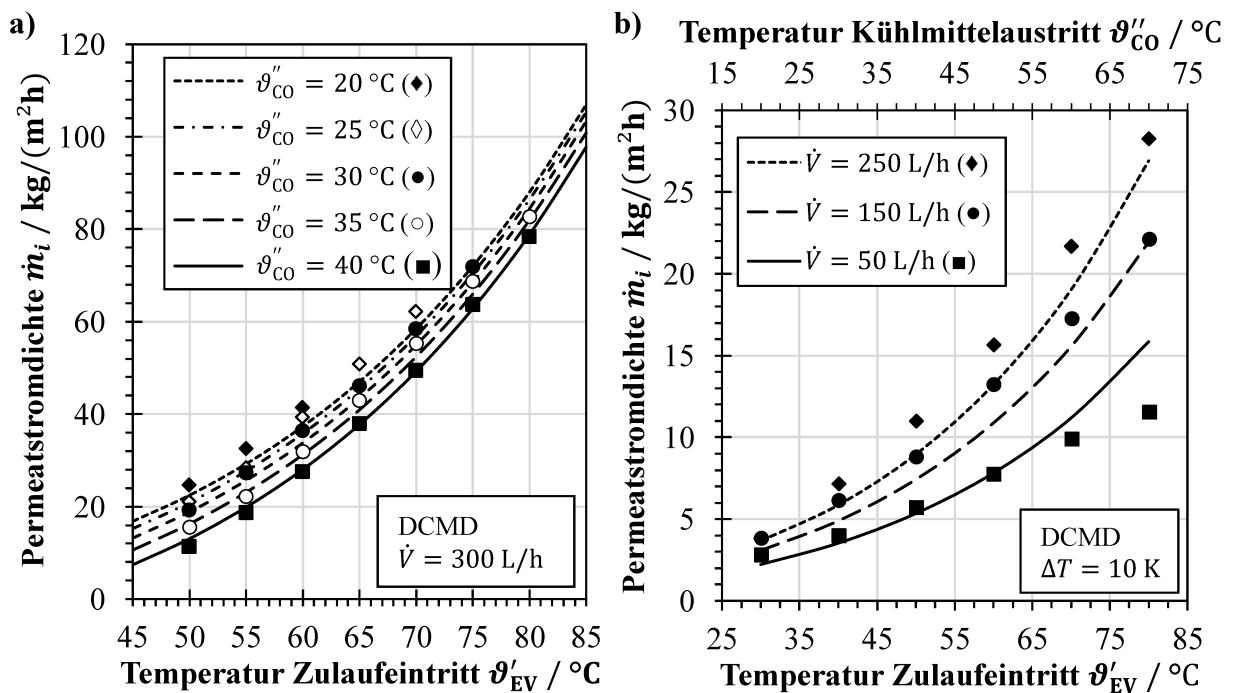 a)
Permeatstromdichte ṁᵢ / kg/(m²h)
120
100
80
60
40
20
0
ϑ″CO = 20 °C (◆)
ϑ″CO = 25 °C (◇)
ϑ″CO = 30 °C (●)
ϑ″CO = 35 °C (○)
ϑ″CO = 40 °C (■)
DCMD
V̇ = 300 L/h
45 50 55 60 65 70 75 80 85
Temperatur Zulaufeintritt ϑ′EV / °C
b)
Temperatur Kühlmittelaustritt ϑ″CO / °C
15 25 35 45 55 65 75
Permeatstromdichte ṁᵢ / kg/(m²h)
30
25
20
15
10
5
0
V̇ = 250 L/h (◆)
V̇ = 150 L/h (●)
V̇ = 50 L/h (■)
DCMD
ΔT = 10 K
25 35 45 55 65 75 85
Temperatur Zulaufeintritt ϑ′EV / °C